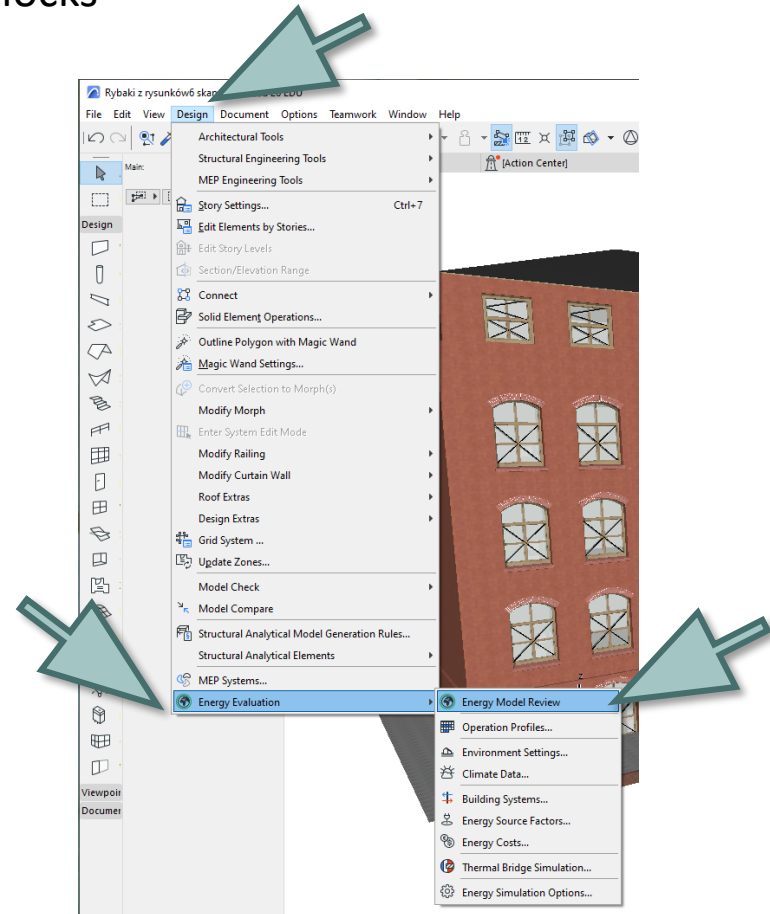 Rybaki z rysunków6
File Edit View Design Document Options Teamwork Window Help
[Action Center]
Main:
Design
Architectural Tools
Structural Engineering Tools
MEP Engineering Tools
Story Settings... Ctrl+7
Edit Elements by Stories...
Edit Story Levels
Section/Elevation Range
Connect
Solid Element Operations...
Outline Polygon with Magic Wand
Magic Wand Settings...
Convert Selection to Morph(s)
Modify Morph
Enter System Edit Mode
Modify Railing
Modify Curtain Wall
Roof Extras
Design Extras
Grid System ...
Update Zones...
Model Check
Model Compare
Structural Analytical Model Generation Rules...
Structural Analytical Elements
MEP Systems...
Energy Evaluation
Energy Model Review
Operation Profiles...
Environment Settings...
Climate Data...
Building Systems...
Energy Source Factors...
Energy Costs...
Thermal Bridge Simulation...
Energy Simulation Options...
Viewpoir
Documer